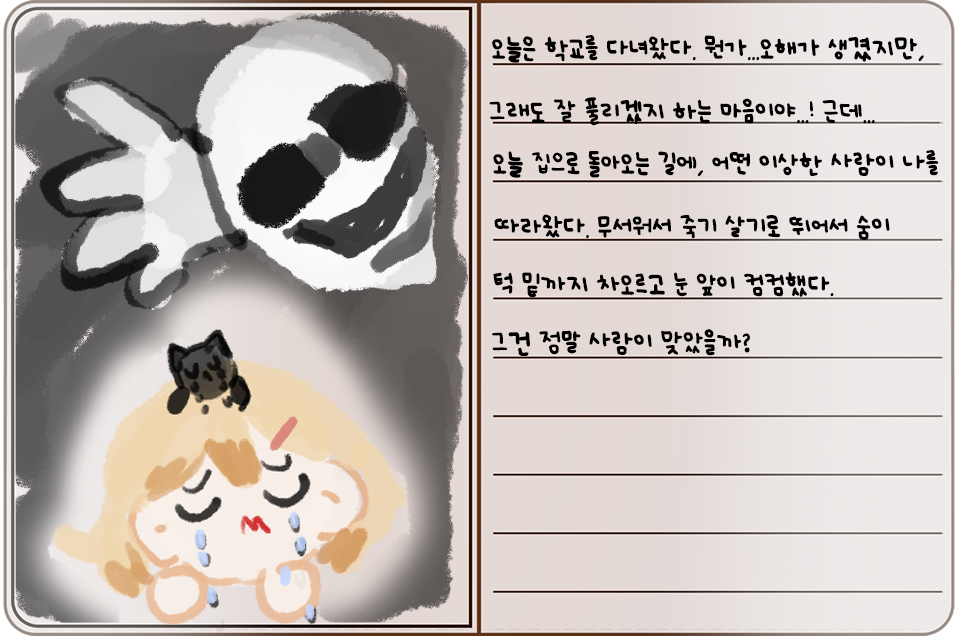 오늘은 학교를 다녀왔다. 뭔가...오해가 생겼지만,
그래도 잘 풀리겠지 하는 마음이야...! 근데...
오늘 집으로 돌아오는 길에, 어떤 이상한 사람이 나를
따라왔다. 무서워서 죽기 살기로 뛰어서 숨이
턱 밑까지 차오르고 눈 앞이 컴컴했다.
그건 정말 사람이 맞았을까?